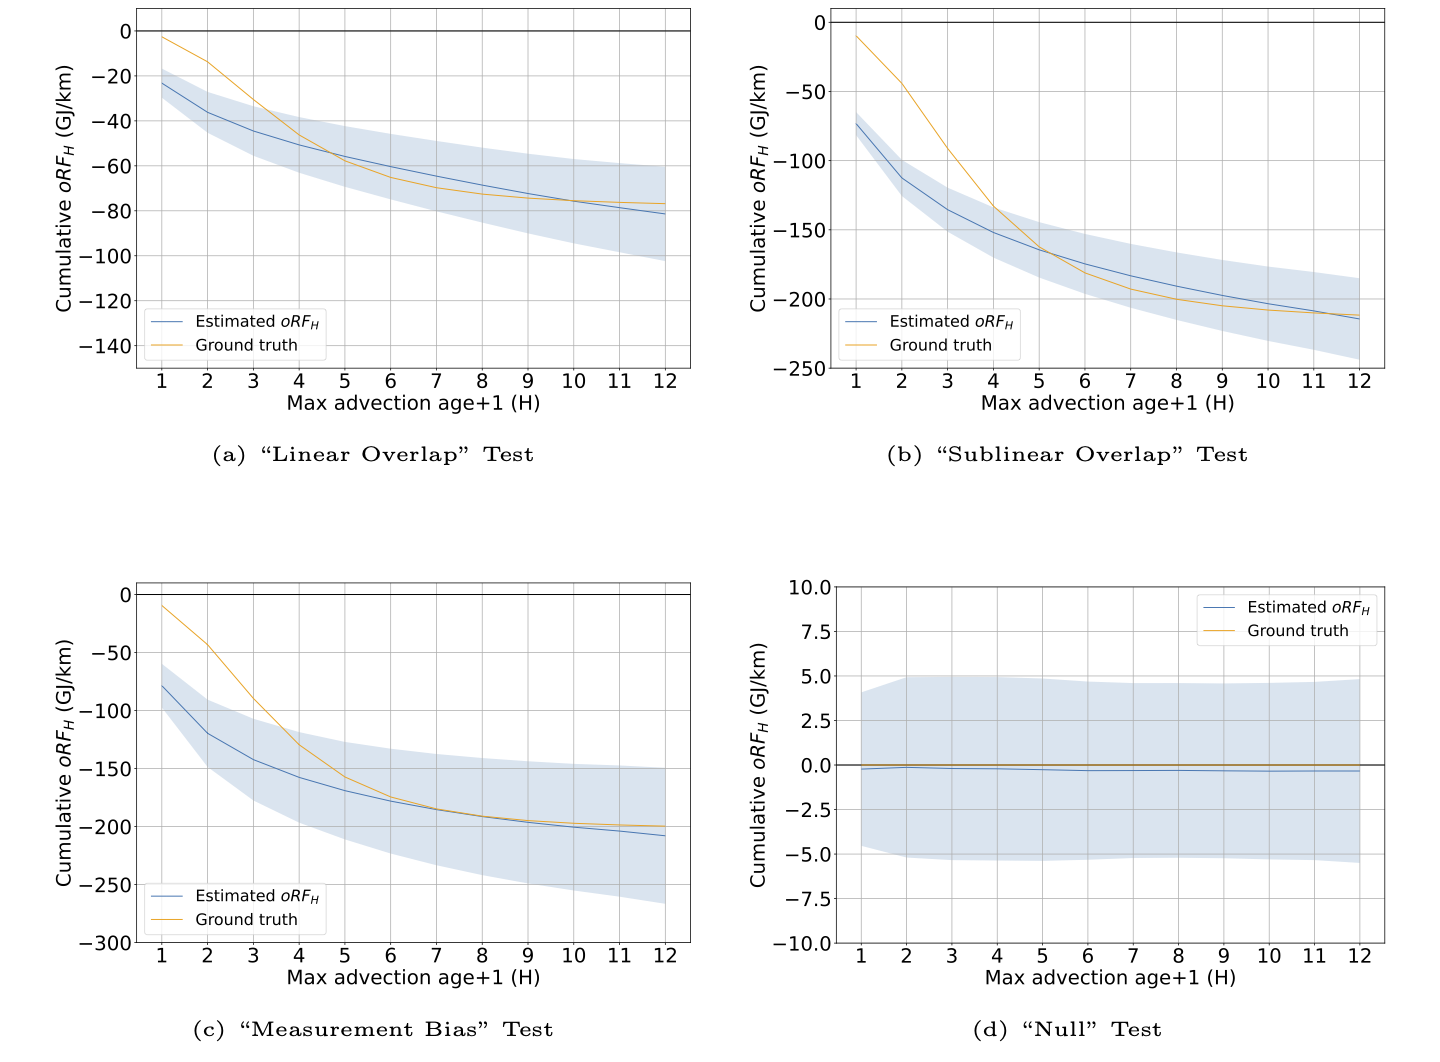 0
−20
−40
−60
−80
−100
−120
−140
Cumulative oRF_H (GJ/km)
Estimated oRF_H
Ground truth
1 2 3 4 5 6 7 8 9 10 11 12
Max advection age+1 (H)
(a) “Linear Overlap” Test
0
−50
−100
−150
−200
−250
Cumulative oRF_H (GJ/km)
Estimated oRF_H
Ground truth
1 2 3 4 5 6 7 8 9 10 11 12
Max advection age+1 (H)
(b) “Sublinear Overlap” Test
0
−50
−100
−150
−200
−250
−300
Cumulative oRF_H (GJ/km)
Estimated oRF_H
Ground truth
1 2 3 4 5 6 7 8 9 10 11 12
Max advection age+1 (H)
(c) “Measurement Bias” Test
10.0
7.5
5.0
2.5
0.0
−2.5
−5.0
−7.5
−10.0
Cumulative oRF_H (GJ/km)
Estimated oRF_H
Ground truth
1 2 3 4 5 6 7 8 9 10 11 12
Max advection age+1 (H)
(d) “Null” Test